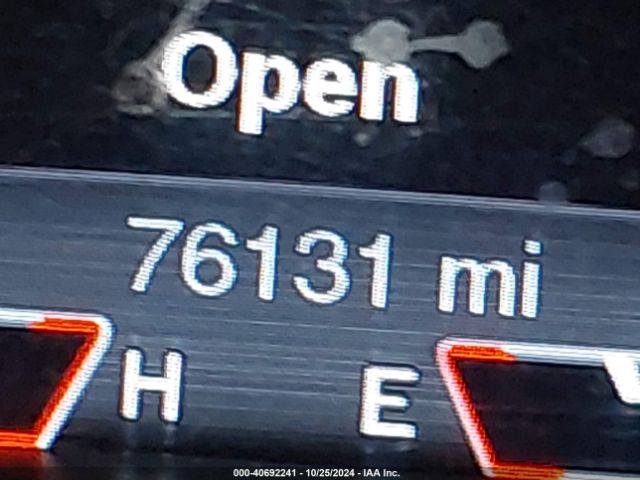 Open
76131 mi
H E
000-40692241 - 10/25/2024 - IAA Inc.